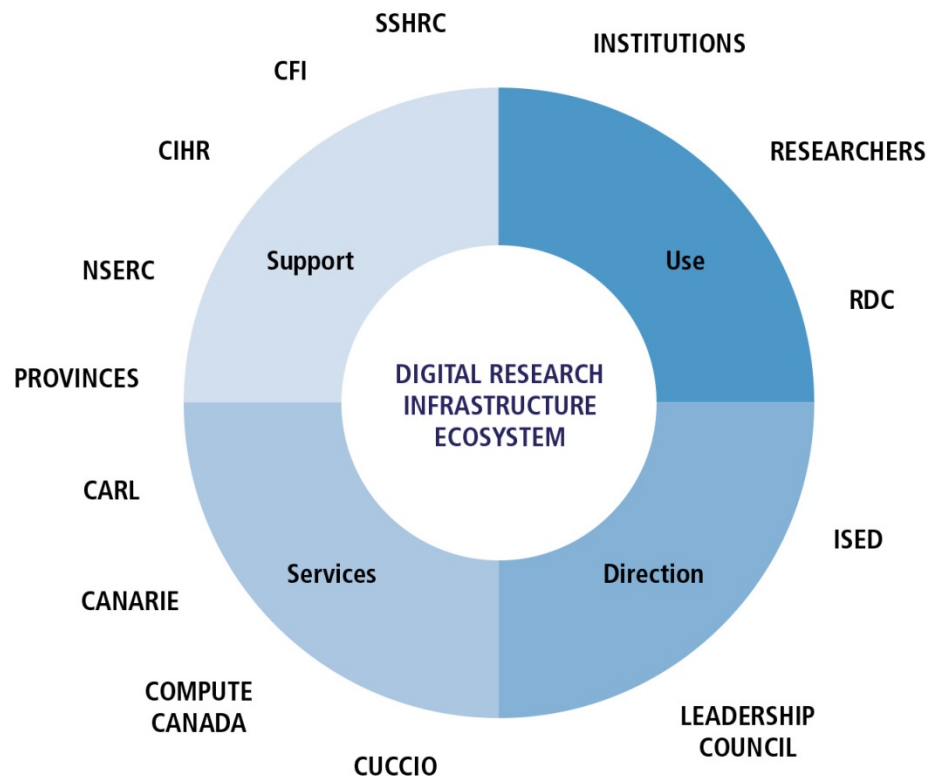 SSHRC
INSTITUTIONS
CFI
CIHR
RESEARCHERS
Support
Use
NSERC
RDC
PROVINCES
DIGITAL RESEARCH
INFRASTRUCTURE
ECOSYSTEM
CARL
ISED
Services
Direction
CANARIE
COMPUTE
CANADA
LEADERSHIP
COUNCIL
CUCCIO